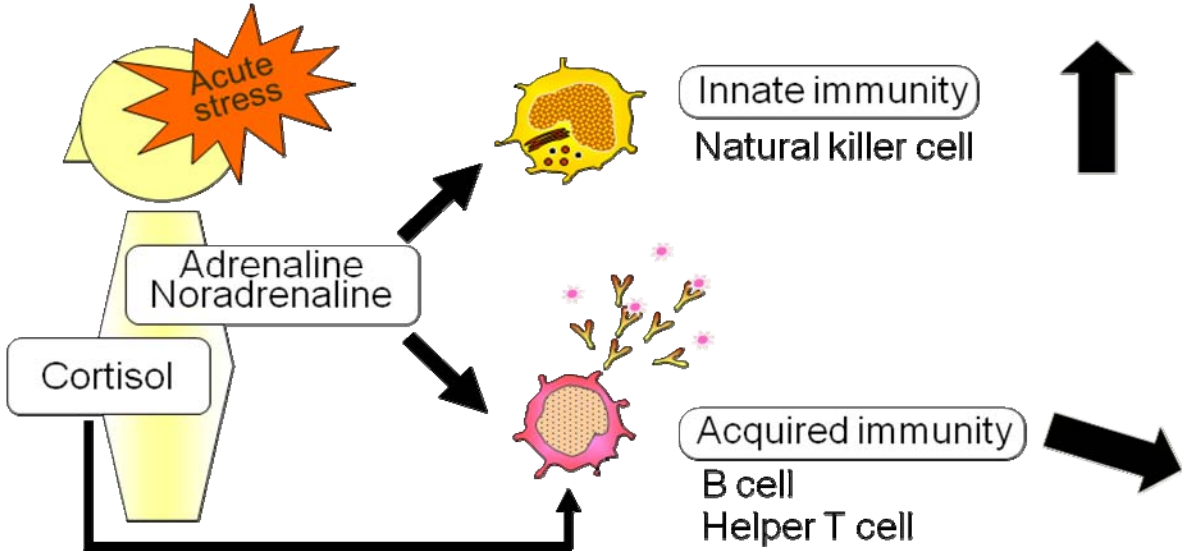 Acute
stress
Adrenaline
Noradrenaline
Cortisol
Innate immunity
Natural killer cell
Acquired immunity
B cell
Helper T cell